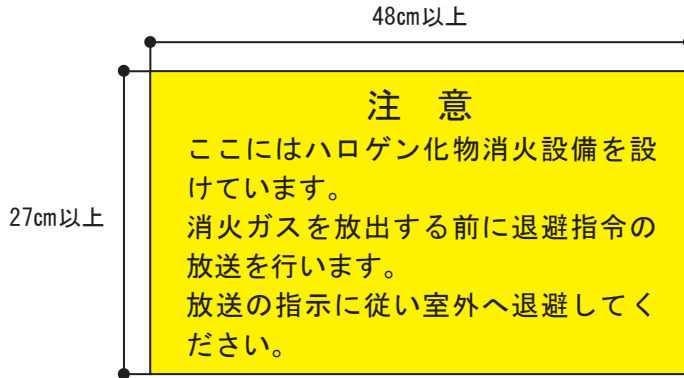 48cm以上
27cm以上
注　意
ここにはハロゲン化物消火設備を設
けています。
消火ガスを放出する前に退避指令の
放送を行います。
放送の指示に従い室外へ退避してく
ださい。